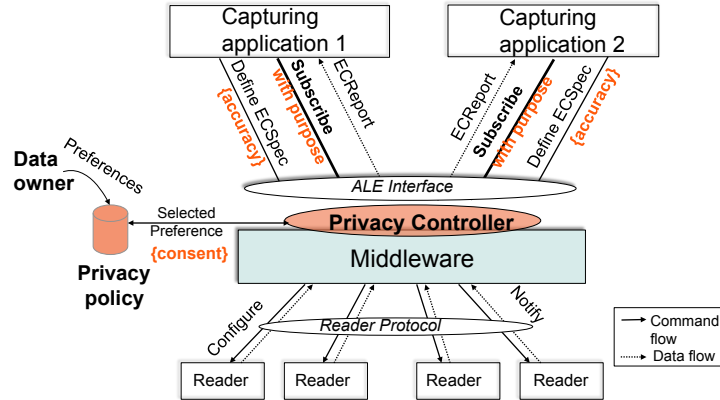 Capturing
application 1
Capturing
application 2
Define ECSpec
{accuracy}
Subscribe
with purpose
ECReport
ECReport
Subscribe
with purpose
Define ECSpec
{accuracy}
ALE Interface
Data
owner
Preferences
Privacy
policy
Selected
Preference
{consent}
Privacy Controller
Middleware
Configure
Reader Protocol
Notify
Reader
Reader
Reader
Reader
Command
flow
Data flow